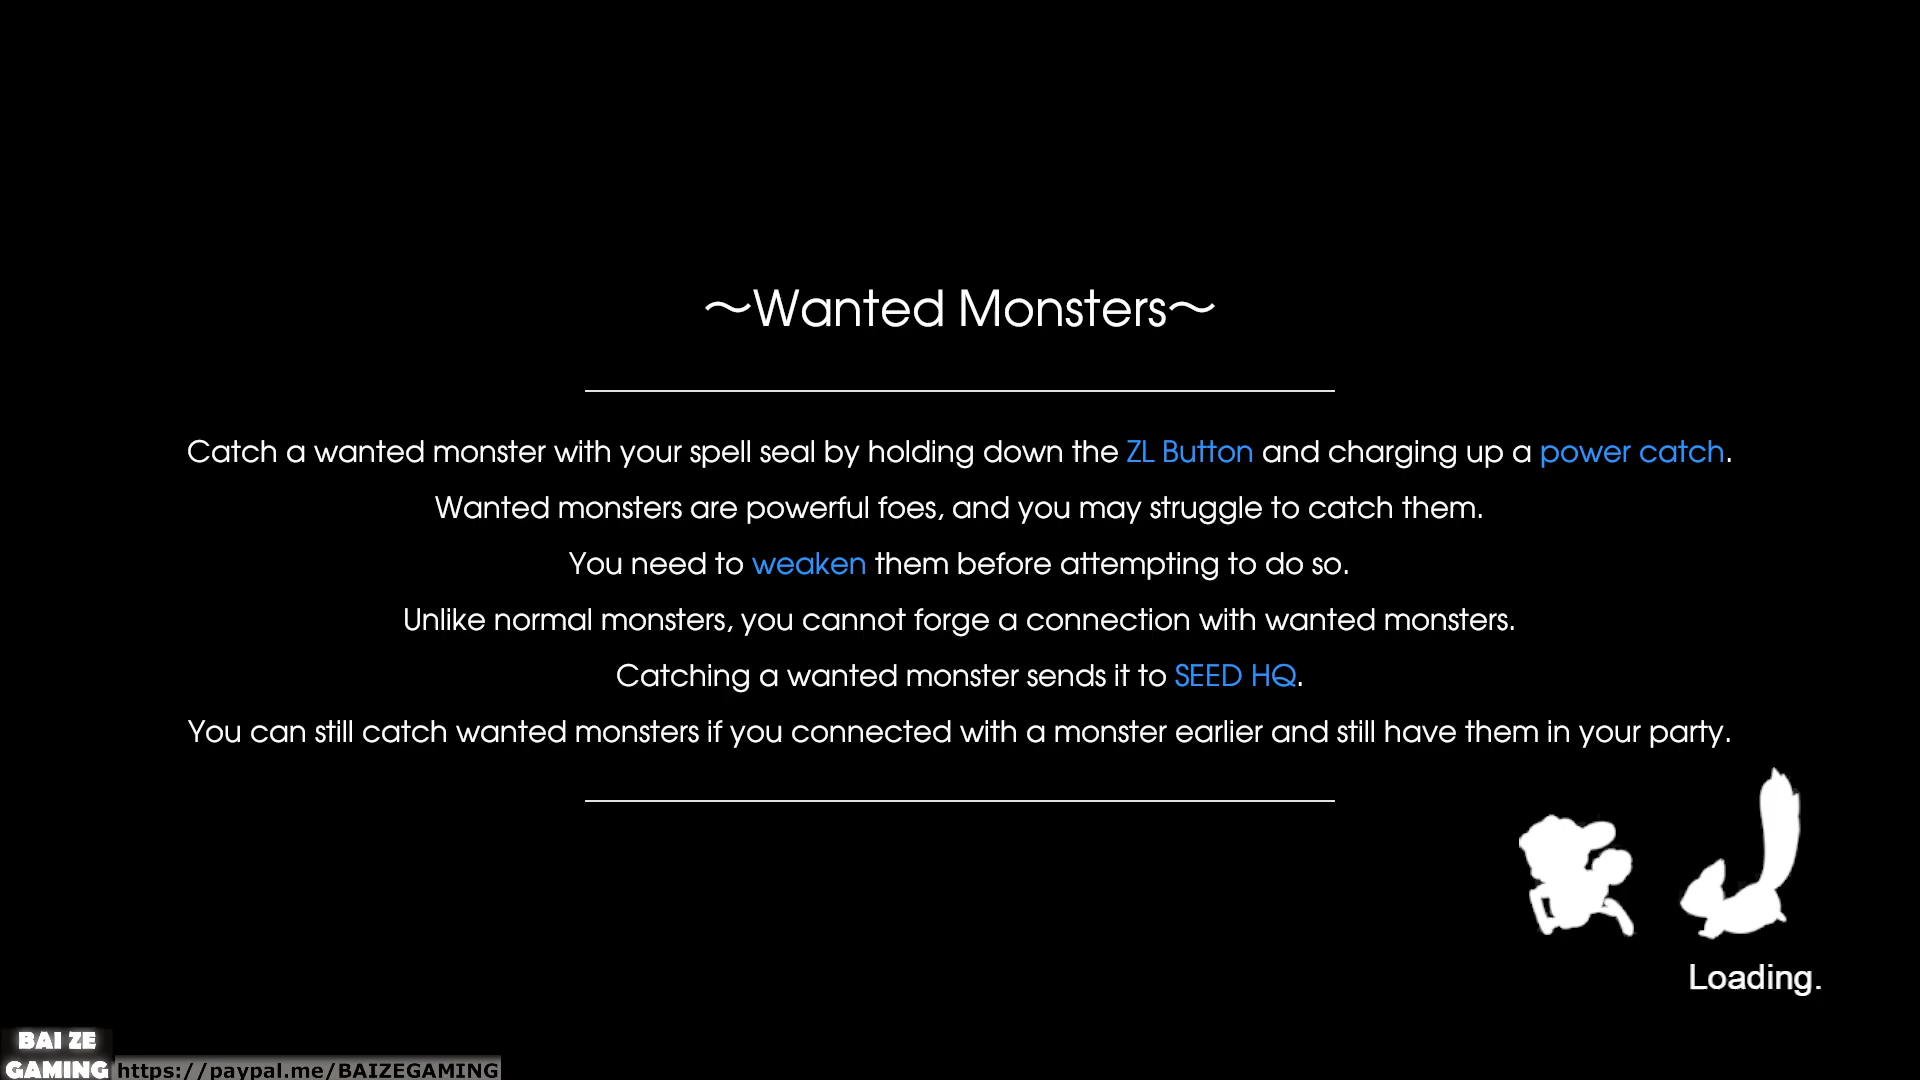 ～Wanted Monsters～
Catch a wanted monster with your spell seal by holding down the ZL Button and charging up a power catch.
Wanted monsters are powerful foes, and you may struggle to catch them.
You need to weaken them before attempting to do so.
Unlike normal monsters, you cannot forge a connection with wanted monsters.
Catching a wanted monster sends it to SEED HQ.
You can still catch wanted monsters if you connected with a monster earlier and still have them in your party.
Loading.
BAI ZE
GAMING https://paypal.me/BAIZEGAMING